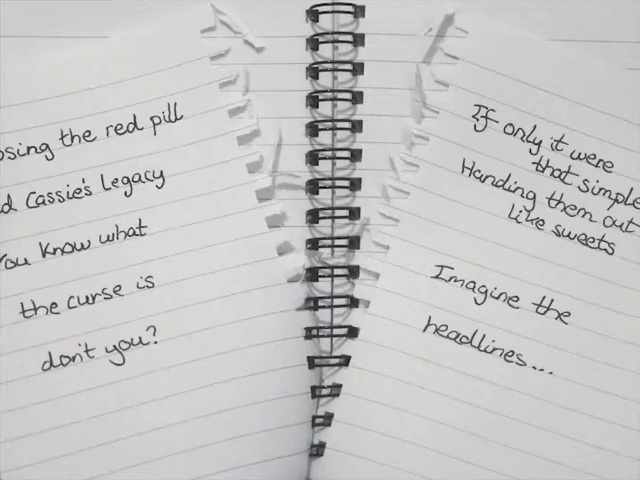 the red pill
Cassie's Legacy
You know what
the curse is
don't you?
If only it were
that simple
Handing them out
like sweets
Imagine the
headlines...